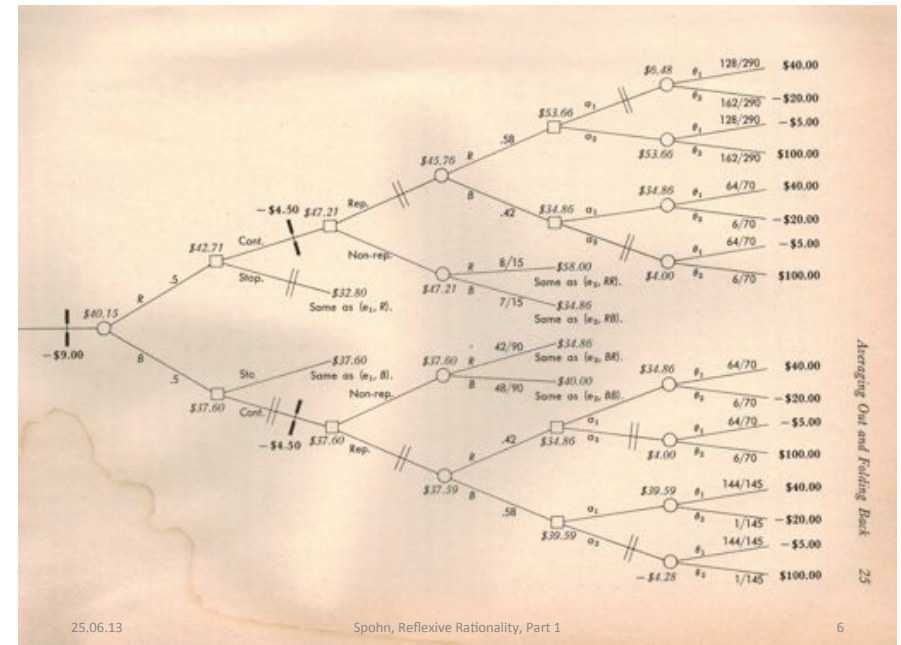 $6.48 θ₁ 128/290 $40.00
θ₂ 162/290 – $20.00
$53.66 a₁
a₂ θ₁ 128/290 – $5.00
$53.66 θ₂ 162/290 $100.00
R .58
$45.76
B .42
$34.86 a₁
a₂
$34.86 θ₁ 64/70 $40.00
θ₂ 6/70 – $20.00
θ₁ 64/70 – $5.00
$4.00 θ₂ 6/70 $100.00
– $4.50 $47.21 Rep.
Non-rep.
$42.71 Cont.
Stop.
$32.80
Same as (e₁, R).
R 8/15 $58.00
Same as (e₂, RR).
$47.21 B 7/15 $34.86
Same as (e₂, RB).
R .5
$40.15
– $9.00
B .5
Sto $37.60
Same as (e₁, B).
$37.60 Cont.
Non-rep.
– $4.50 $37.60 Rep.
$37.60 R 42/90 $34.86
Same as (e₂, BR).
B 48/90 $40.00
Same as (e₂, BB).
R .42
$37.59 B .58
$34.86 a₁
a₂
$34.86 θ₁ 64/70 $40.00
θ₂ 6/70 – $20.00
θ₁ 64/70 – $5.00
$4.00 θ₂ 6/70 $100.00
$39.59 a₁
a₂
$39.59 θ₁ 144/145 $40.00
θ₂ 1/145 – $20.00
θ₁ 144/145 – $5.00
– $4.28 θ₂ 1/145 $100.00
Averaging Out and Folding Back 25
25.06.13 Spohn, Reflexive Rationality, Part 1 6